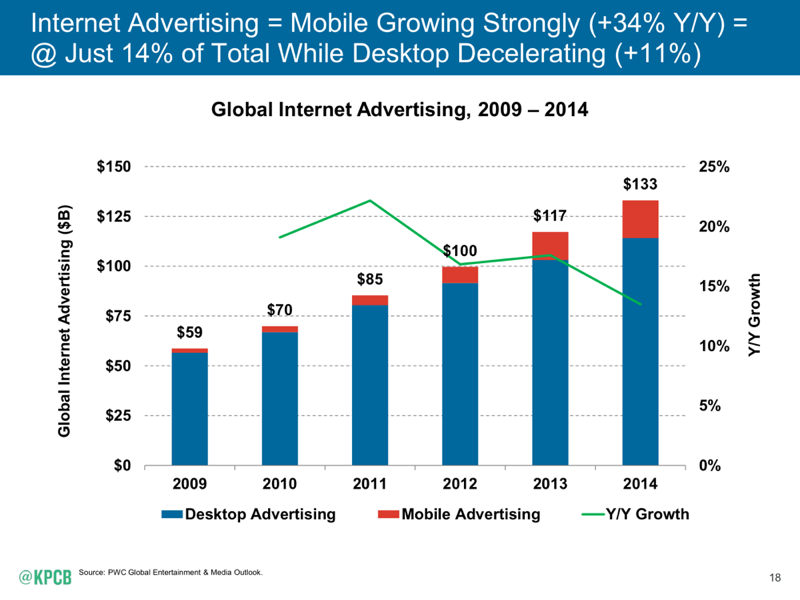 Internet Advertising = Mobile Growing Strongly (+34% Y/Y) =
@ Just 14% of Total While Desktop Decelerating (+11%)
Global Internet Advertising, 2009 – 2014
Global Internet Advertising ($B)
$150
$125
$100
$75
$50
$25
$0
$59
$70
$85
$100
$117
$133
25%
20%
15%
10%
5%
0%
Y/Y Growth
2009 2010 2011 2012 2013 2014
Desktop Advertising Mobile Advertising Y/Y Growth
@KPCB Source: PWC Global Entertainment & Media Outlook. 18